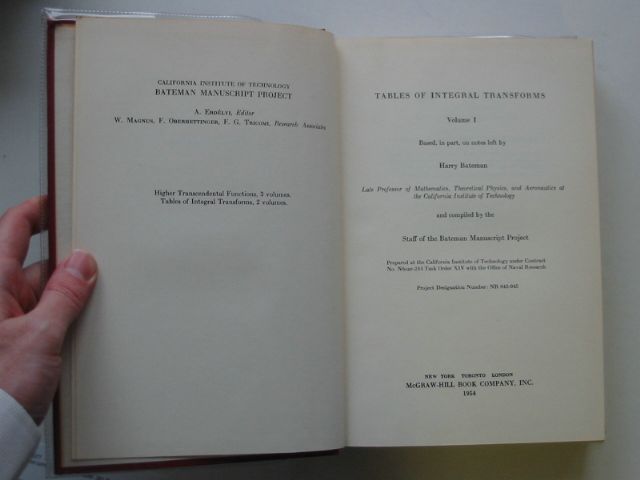 CALIFORNIA INSTITUTE OF TECHNOLOGY
BATEMAN MANUSCRIPT PROJECT
A. ERDÉLYI, Editor
W. MAGNUS, F. OBERHETTINGER, F. G. TRICOMI, Research Associates
Higher Transcendental Functions, 3 volumes.
Tables of Integral Transforms, 2 volumes.
TABLES OF INTEGRAL TRANSFORMS
Volume I
Based, in part, on notes left by
Harry Bateman
Late Professor of Mathematics, Theoretical Physics, and Aeronautics at
the California Institute of Technology
and compiled by the
Staff of the Bateman Manuscript Project
Prepared at the California Institute of Technology under Contract
No. Task Order XIV with the Office of Naval Research
Project Designation Number: NR 043-045
NEW YORK TORONTO LONDON
McGRAW-HILL BOOK COMPANY, INC.
1954